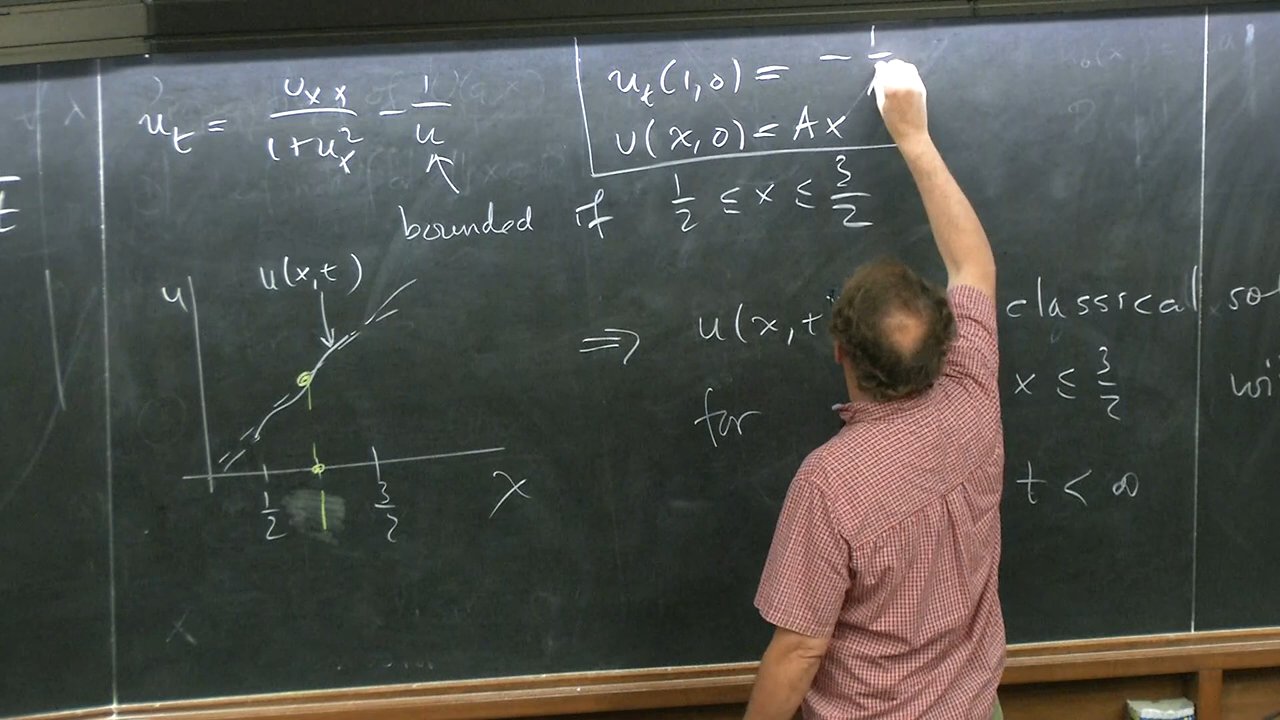 u_t = u_xx / (1+u_x^2) - 1/u
u_t(1,0) = - 1
u(x,0) = Ax
bounded if 1/2 ≤ x ≤ 3/2
u u(x,t)
⇒ u(x,t classical
for x ≤ 3/2
t < ∞
1/2 3/2 x